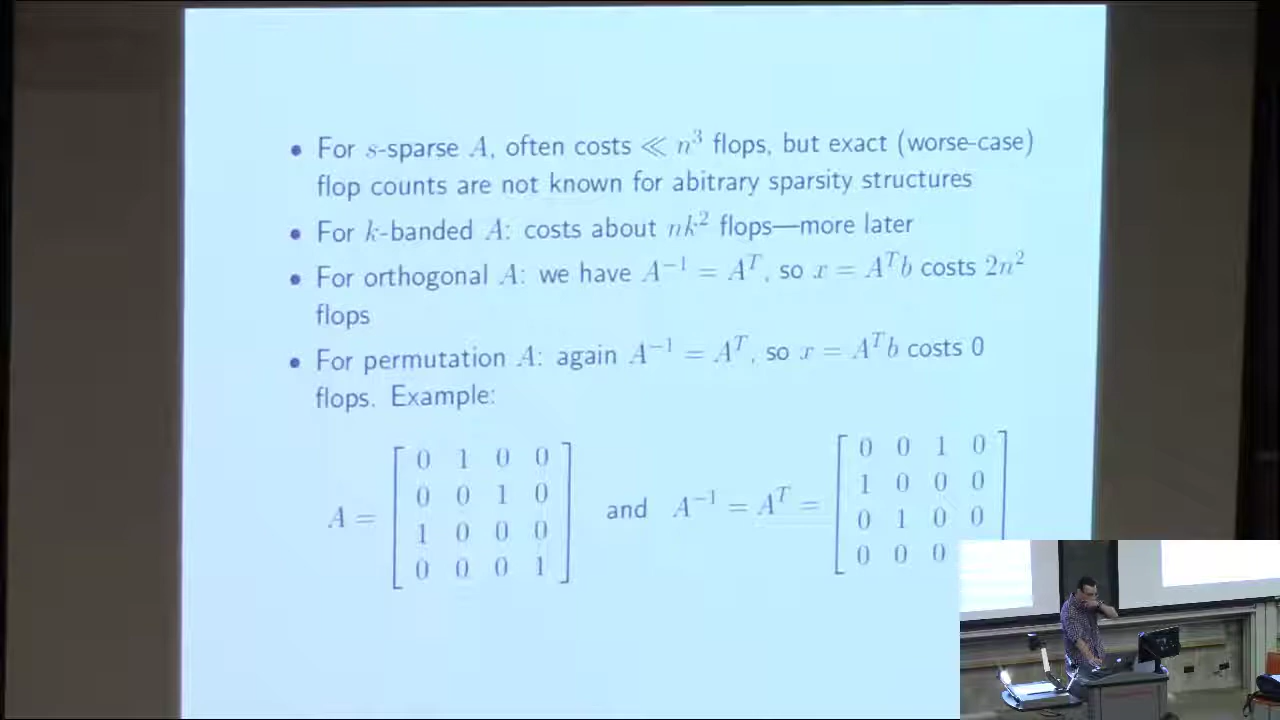 • For s-sparse A, often costs ≪ n³ flops, but exact (worse-case)
flop counts are not known for abitrary sparsity structures
• For k-banded A: costs about nk² flops—more later
• For orthogonal A: we have A⁻¹ = Aᵀ, so x = Aᵀb costs 2n²
flops
• For permutation A: again A⁻¹ = Aᵀ, so x = Aᵀb costs 0
flops. Example:
A = [ 0 1 0 0
0 0 1 0
1 0 0 0
0 0 0 1 ] and A⁻¹ = Aᵀ = [ 0 0 1 0
1 0 0 0
0 1 0 0
0 0 0